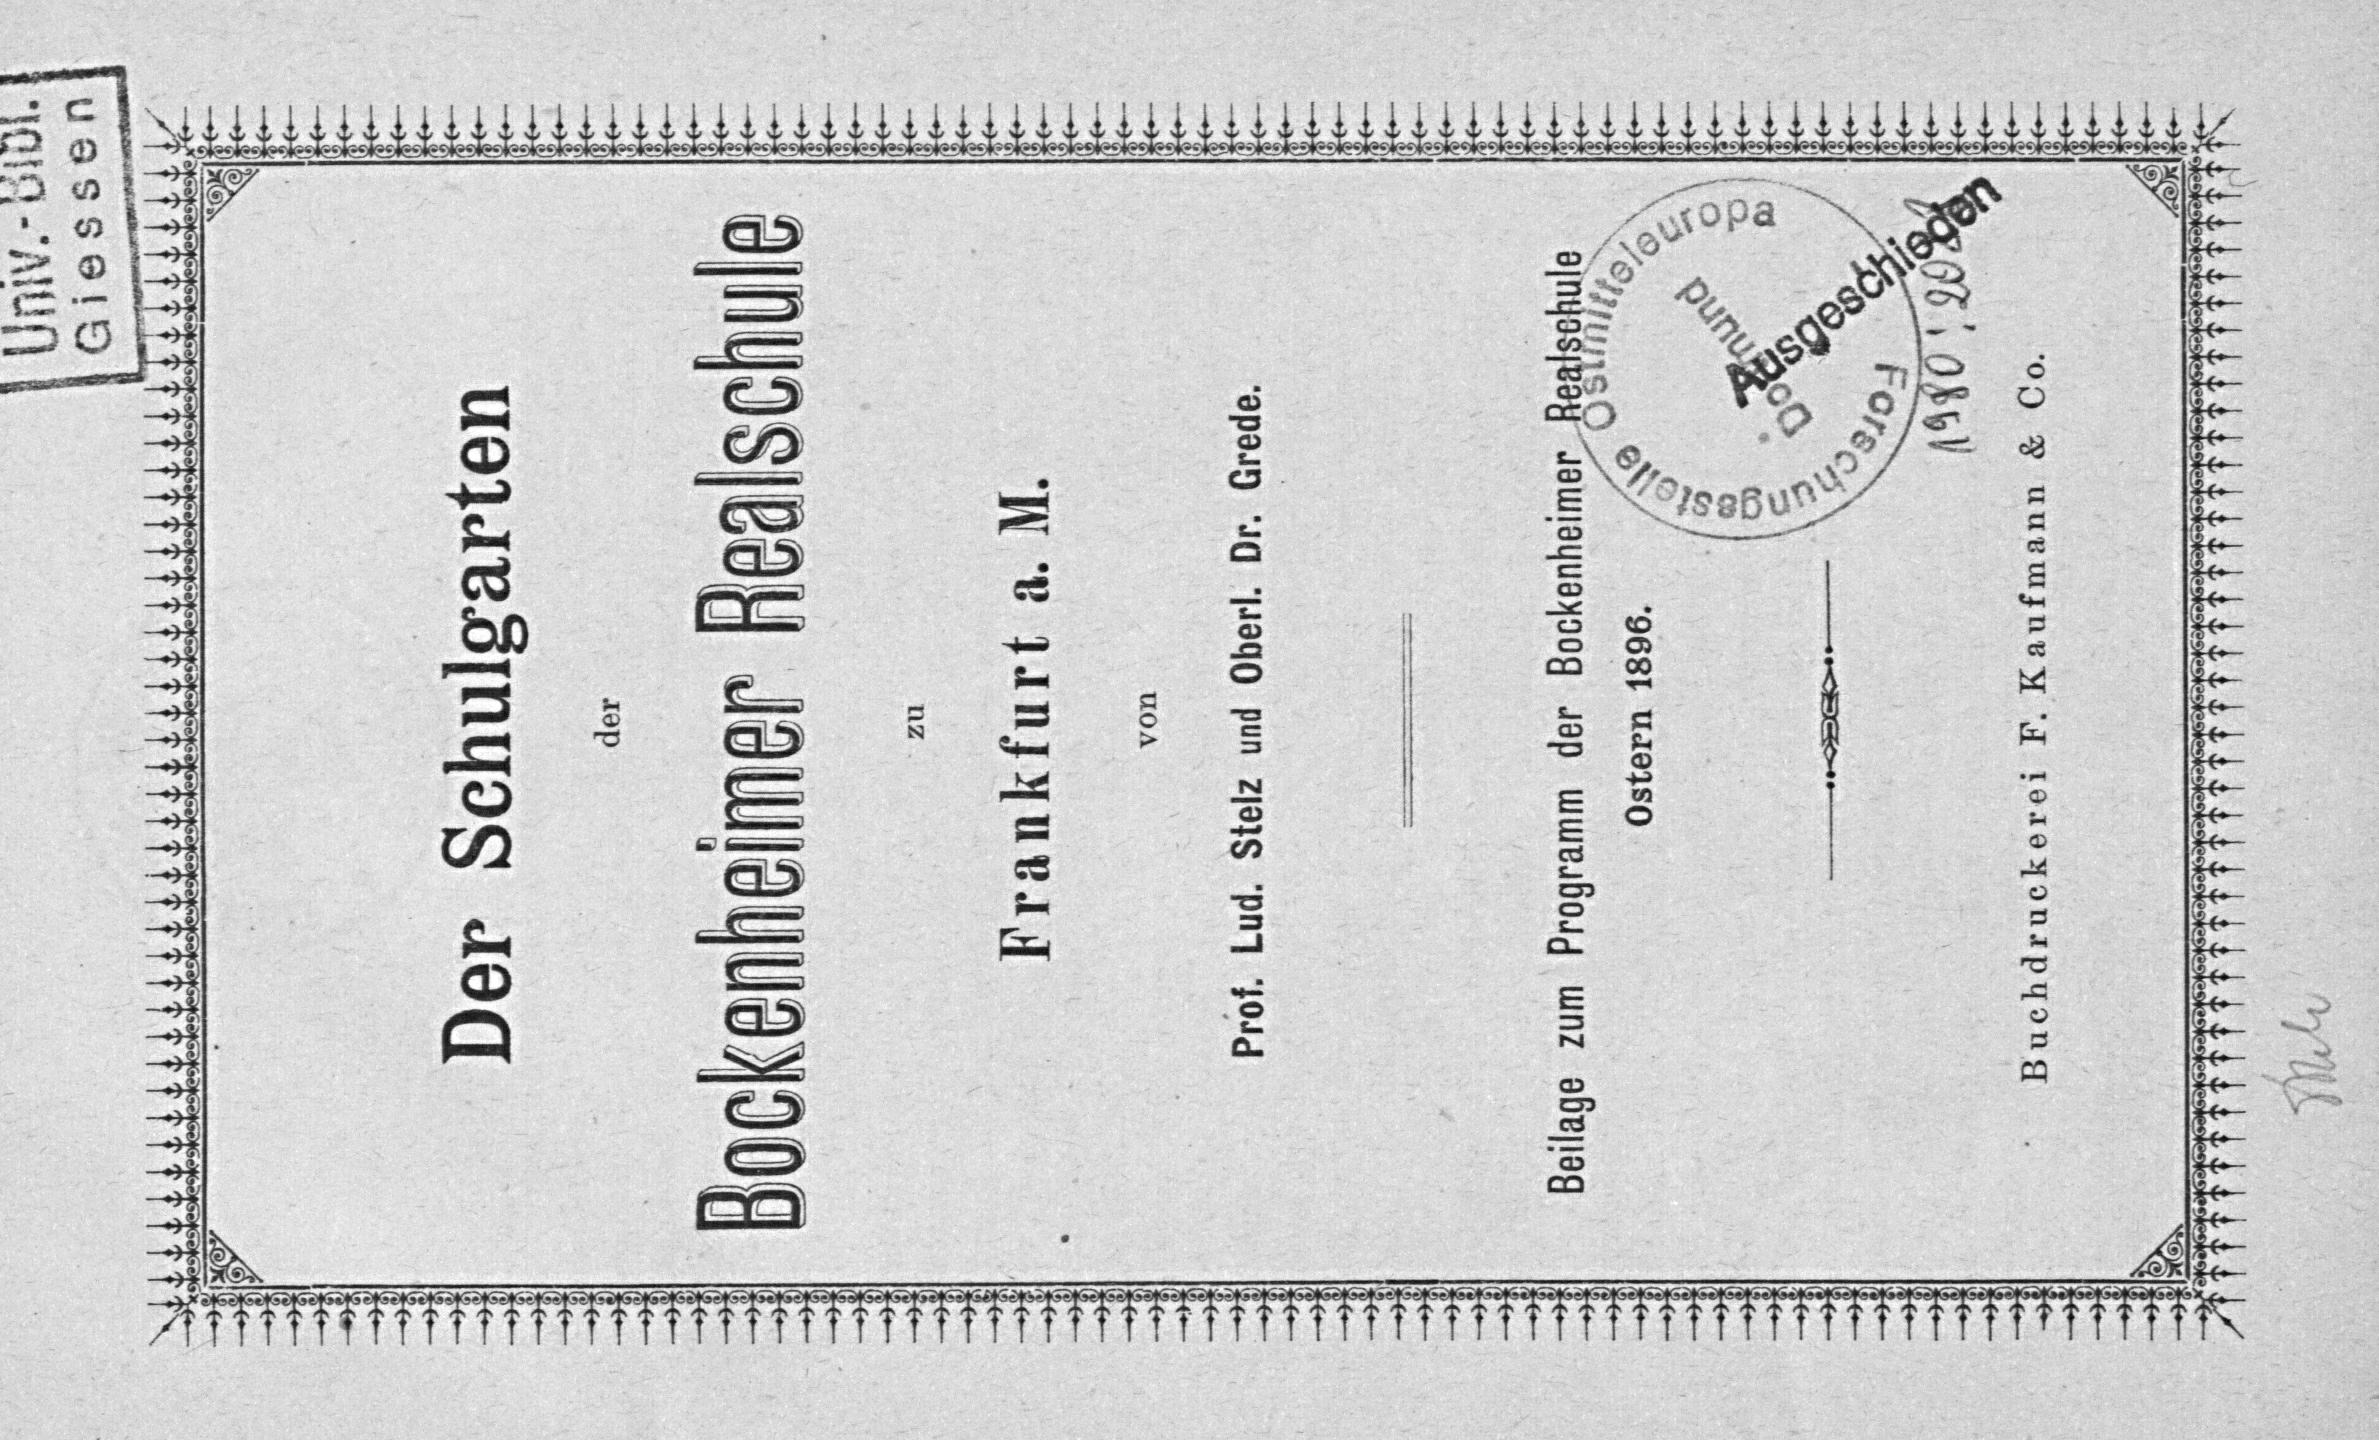 Univ.-Bibl.
Giessen
Der Schulgarten
der
Bockenheimer Realschule
zu
Frankfurt a. M.
von
Prof. Lud. Stelz und Oberl. Dr. Grede.
Beilage zum Programm der Bockenheimer Realschule
Ostern 1896.
Forschungsstelle Ostmitteleuropa
Dortmund
Ausgeschieden
Buchdruckerei F. Kaufmann & Co.